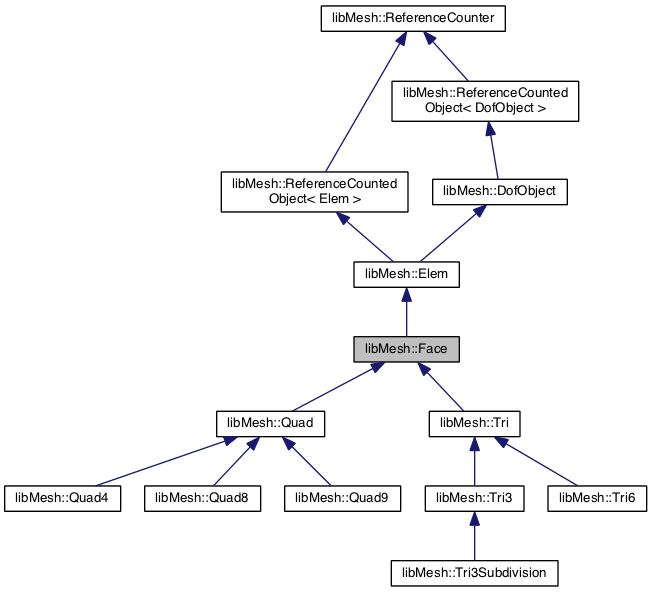 libMesh::ReferenceCounter
libMesh::ReferenceCounted
Object< DofObject >
libMesh::ReferenceCounted
Object< Elem >
libMesh::DofObject
libMesh::Elem
libMesh::Face
libMesh::Quad
libMesh::Tri
libMesh::Quad4
libMesh::Quad8
libMesh::Quad9
libMesh::Tri3
libMesh::Tri6
libMesh::Tri3Subdivision